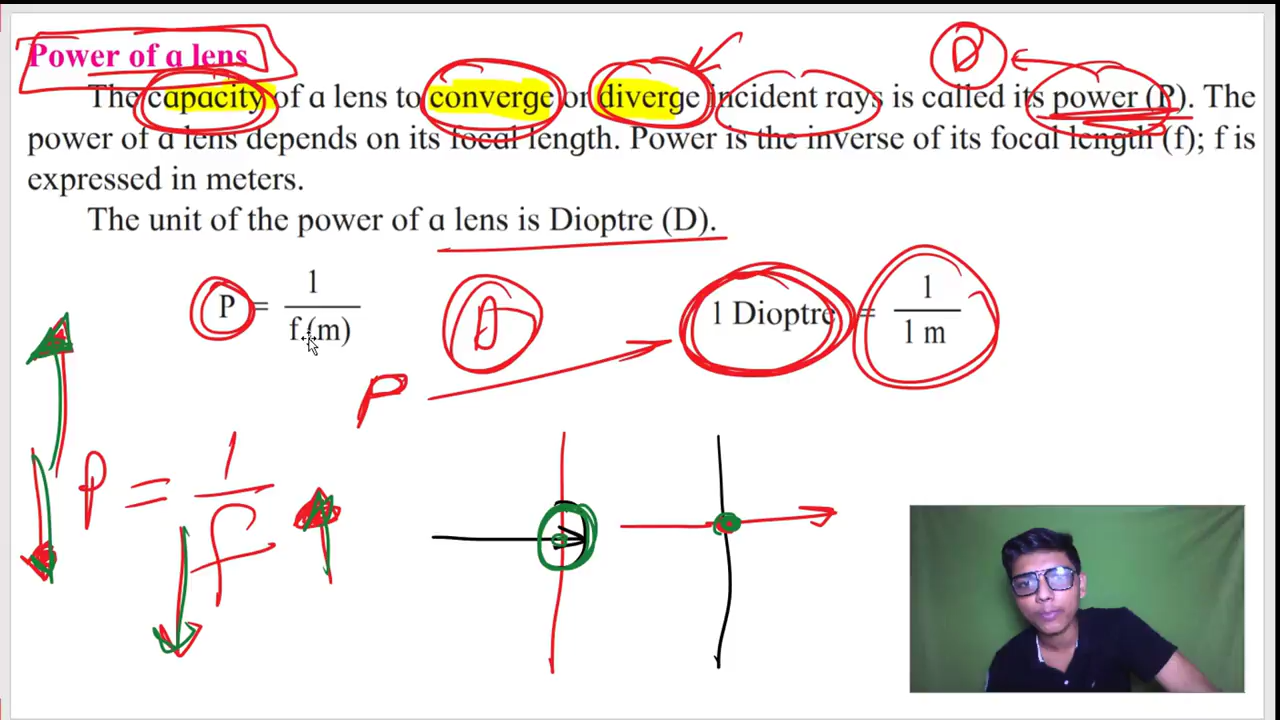 Power of a lens
The capacity of a lens to converge or diverge incident rays is called its power (P). The
power of a lens depends on its focal length. Power is the inverse of its focal length (f); f is
expressed in meters.
The unit of the power of a lens is Dioptre (D).
P = 1 / f (m)
1 Dioptre = 1 / 1 m
D
D
P
P = 1 / f